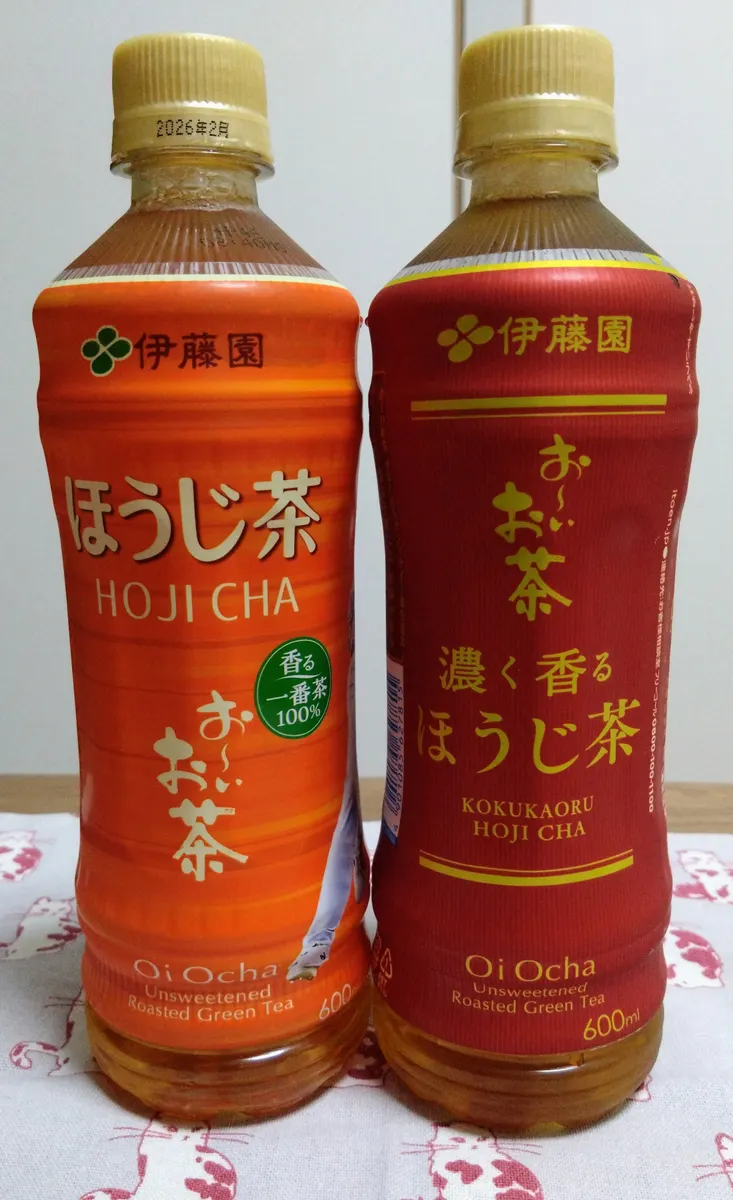 2026年2月
伊藤園
ほうじ茶
HOJI CHA
香る
一番茶
100%
お〜い
お茶
Oi Ocha
Unsweetened
Roasted Green Tea
600
伊藤園
お〜い
お茶
濃く香る
ほうじ茶
KOKUKAORU
HOJI CHA
Oi Ocha
Unsweetened
Roasted Green Tea
600ml